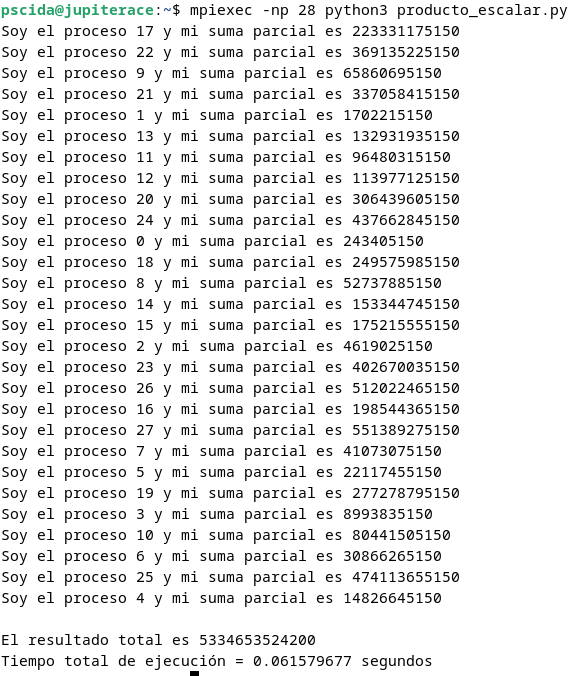 pscida@jupiterace:~$ mpiexec -np 28 python3 producto_escalar.py
Soy el proceso 17 y mi suma parcial es 223331175150
Soy el proceso 22 y mi suma parcial es 369135225150
Soy el proceso 9 y mi suma parcial es 65860695150
Soy el proceso 21 y mi suma parcial es 337058415150
Soy el proceso 1 y mi suma parcial es 1702215150
Soy el proceso 13 y mi suma parcial es 132931935150
Soy el proceso 11 y mi suma parcial es 96480315150
Soy el proceso 12 y mi suma parcial es 113977125150
Soy el proceso 20 y mi suma parcial es 306439605150
Soy el proceso 24 y mi suma parcial es 437662845150
Soy el proceso 0 y mi suma parcial es 243405150
Soy el proceso 18 y mi suma parcial es 249575985150
Soy el proceso 8 y mi suma parcial es 52737885150
Soy el proceso 14 y mi suma parcial es 153344745150
Soy el proceso 15 y mi suma parcial es 175215555150
Soy el proceso 2 y mi suma parcial es 4619025150
Soy el proceso 23 y mi suma parcial es 402670035150
Soy el proceso 26 y mi suma parcial es 512022465150
Soy el proceso 16 y mi suma parcial es 198544365150
Soy el proceso 27 y mi suma parcial es 551389275150
Soy el proceso 7 y mi suma parcial es 41073075150
Soy el proceso 5 y mi suma parcial es 22117455150
Soy el proceso 19 y mi suma parcial es 277278795150
Soy el proceso 3 y mi suma parcial es 8993835150
Soy el proceso 10 y mi suma parcial es 80441505150
Soy el proceso 6 y mi suma parcial es 30866265150
Soy el proceso 25 y mi suma parcial es 474113655150
Soy el proceso 4 y mi suma parcial es 14826645150
El resultado total es 5334653524200
Tiempo total de ejecución = 0.061579677 segundos